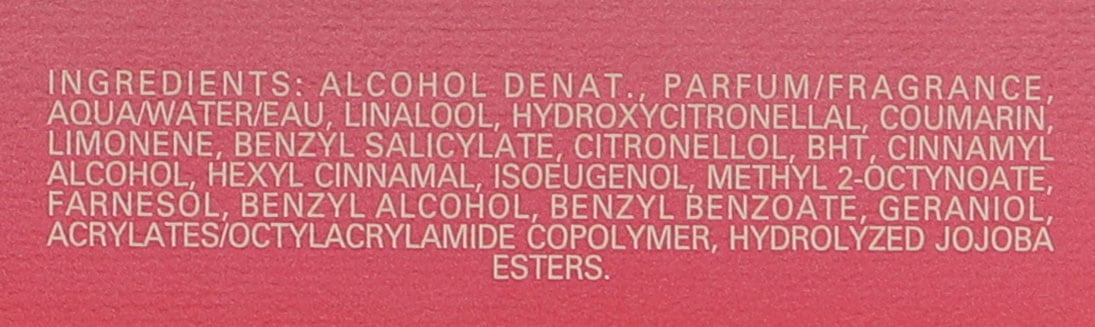 INGREDIENTS: ALCOHOL DENAT., PARFUM/FRAGRANCE,
AQUA/WATER/EAU, LINALOOL, HYDROXYCITRONELLAL, COUMARIN,
LIMONENE, BENZYL SALICYLATE, CITRONELLOL, BHT, CINNAMYL
ALCOHOL, HEXYL CINNAMAL, ISOEUGENOL, METHYL 2-OCTYNOATE,
FARNESOL, BENZYL ALCOHOL, BENZYL BENZOATE, GERANIOL,
ACRYLATES/OCTYLACRYLAMIDE COPOLYMER, HYDROLYZED JOJOBA
ESTERS.